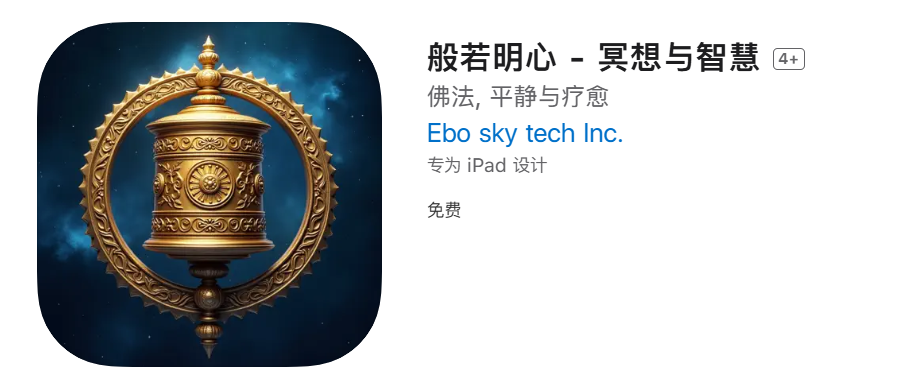 般若明心 - 冥想与智慧 4+
佛法, 平静与疗愈
Ebo sky tech Inc.
专为 iPad 设计
免费